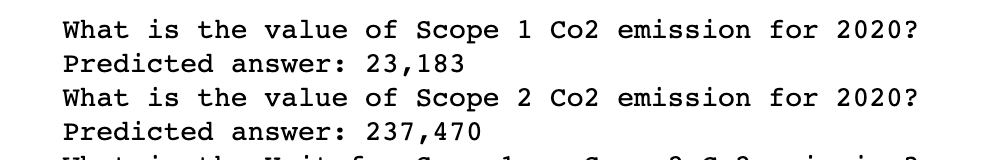 What is the value of Scope 1 Co2 emission for 2020?
Predicted answer: 23,183
What is the value of Scope 2 Co2 emission for 2020?
Predicted answer: 237,470